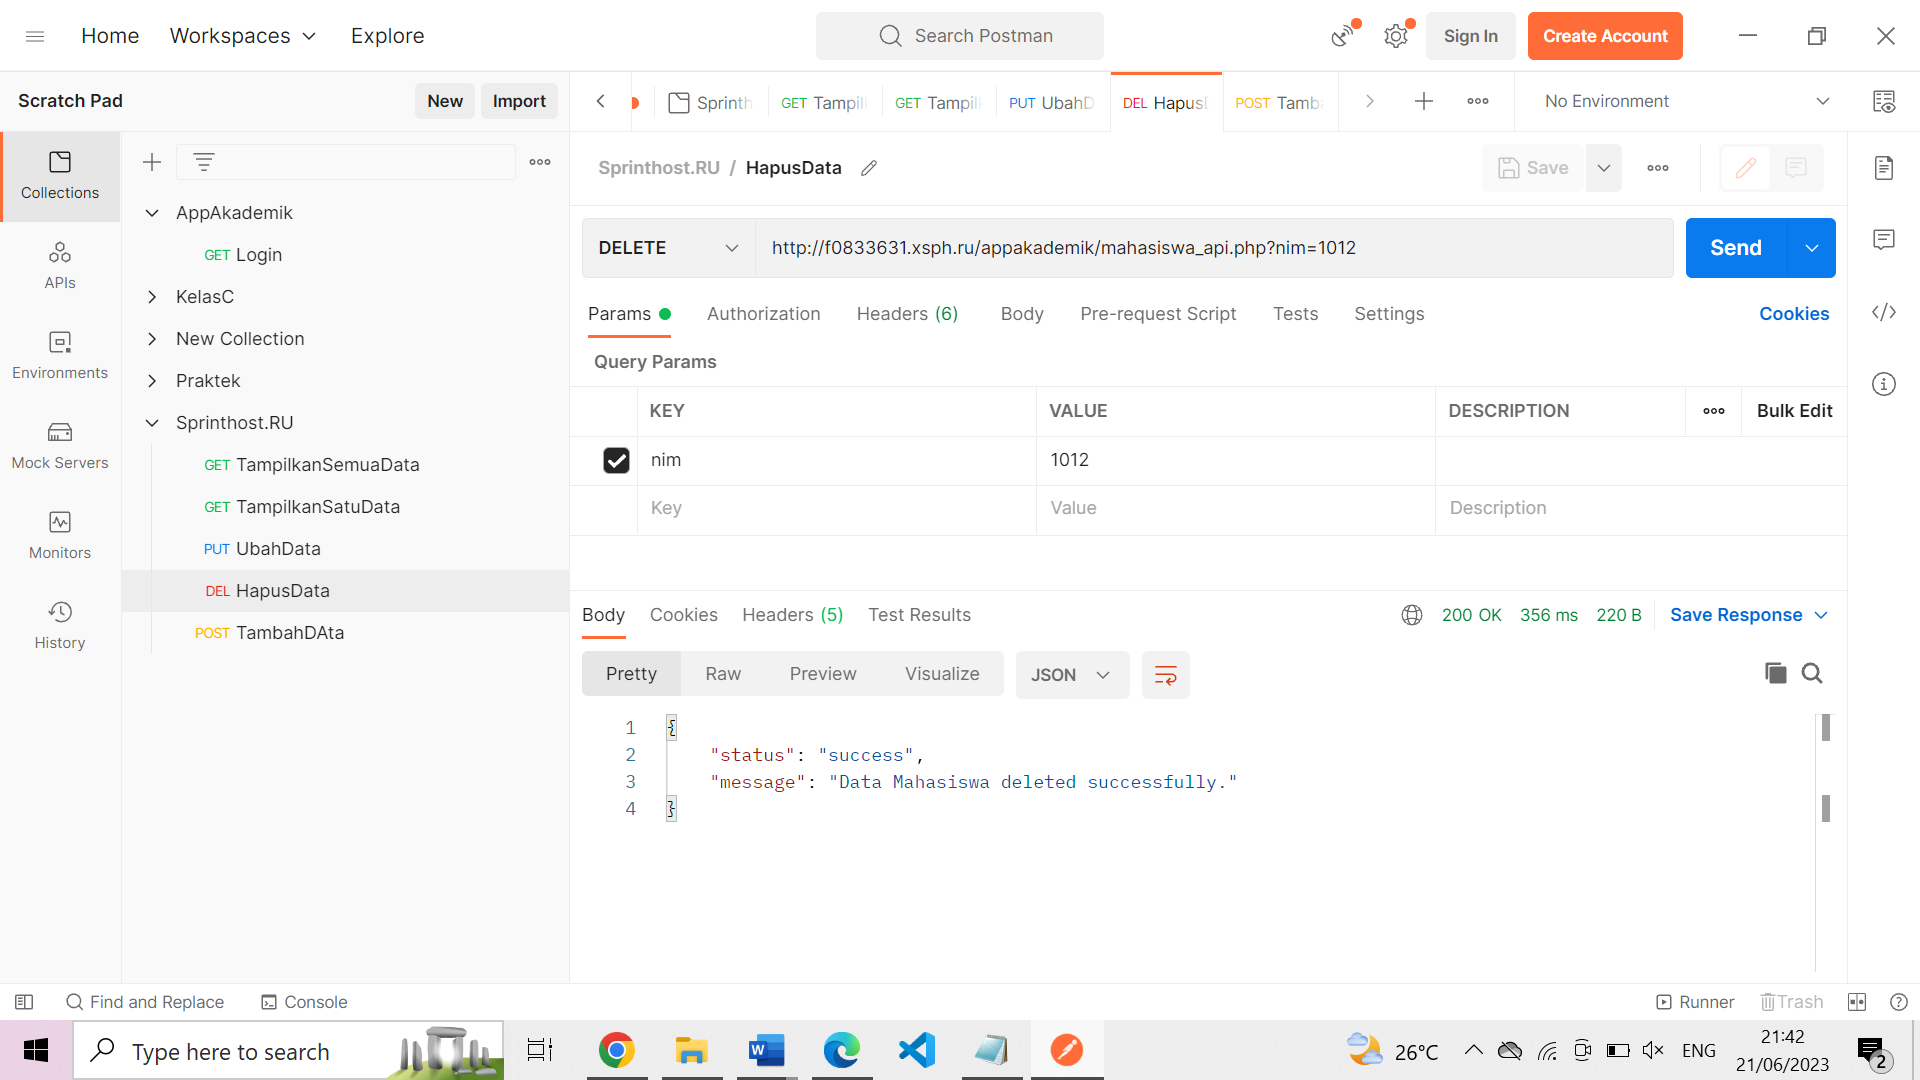 Home
Workspaces
Explore
Search Postman
Sign In
Create Account
Scratch Pad
New
Import
Sprinth
GET Tampil
GET Tampil
PUT UbahD
DEL Hapus
POST Tamb
No Environment
Collections
APIs
Environments
Mock Servers
Monitors
History
AppAkademik
GET Login
KelasC
New Collection
Praktek
Sprinthost.RU
GET TampilkanSemuaData
GET TampilkanSatuData
PUT UbahData
DEL HapusData
POST TambahDAta
Sprinthost.RU / HapusData
Save
DELETE
http://f0833631.xsph.ru/appakademik/mahasiswa_api.php?nim=1012
Send
Params
Authorization
Headers (6)
Body
Pre-request Script
Tests
Settings
Cookies
Query Params
KEY
VALUE
DESCRIPTION
Bulk Edit
nim
1012
Key
Value
Description
Body
Cookies
Headers (5)
Test Results
200 OK
356 ms
220 B
Save Response
Pretty
Raw
Preview
Visualize
JSON
1 {
2 "status": "success",
3 "message": "Data Mahasiswa deleted successfully."
4 }
Find and Replace
Console
Runner
Trash
Type here to search
26°C
ENG
21:42
21/06/2023
2